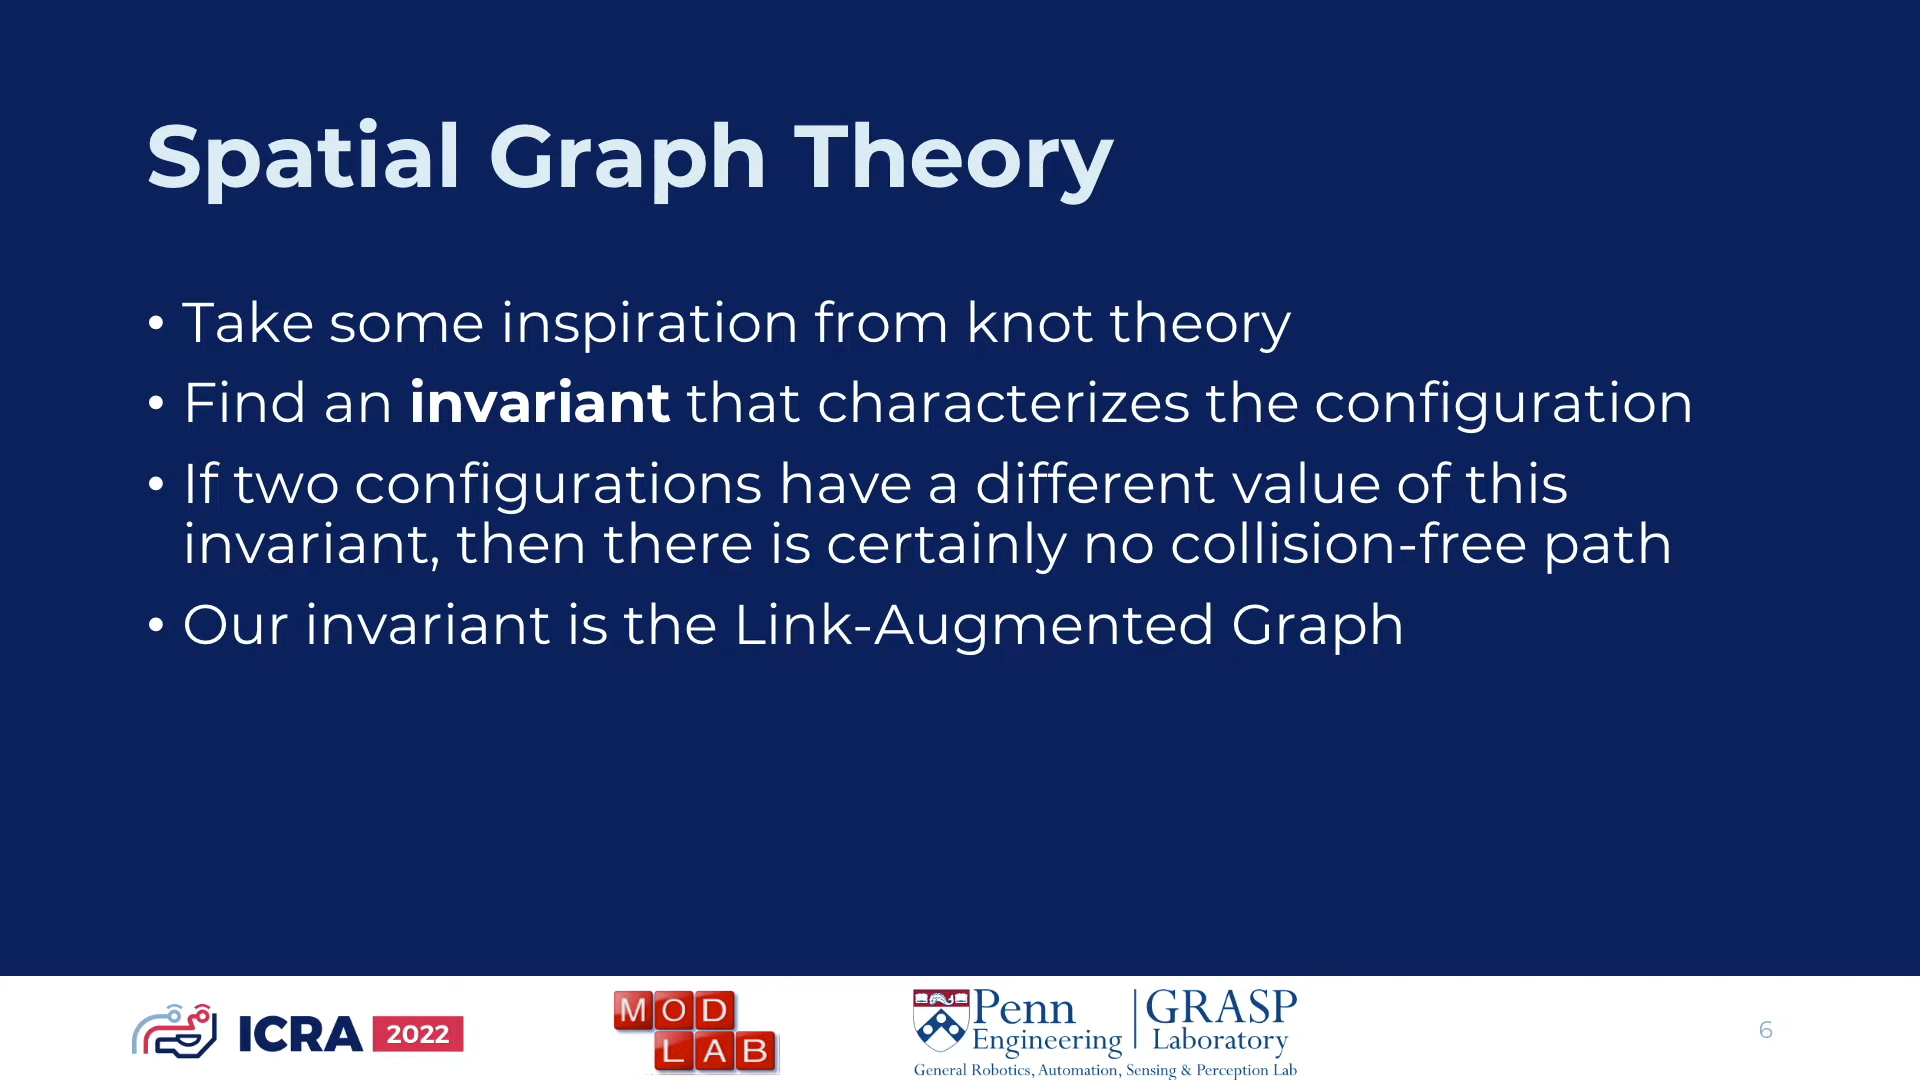 Spatial Graph Theory
• Take some inspiration from knot theory
• Find an invariant that characterizes the configuration
• If two configurations have a different value of this
invariant, then there is certainly no collision-free path
• Our invariant is the Link-Augmented Graph
ICRA 2022
MOD
LAB
Penn
Engineering
GRASP
Laboratory
General Robotics, Automation, Sensing & Perception Lab
6